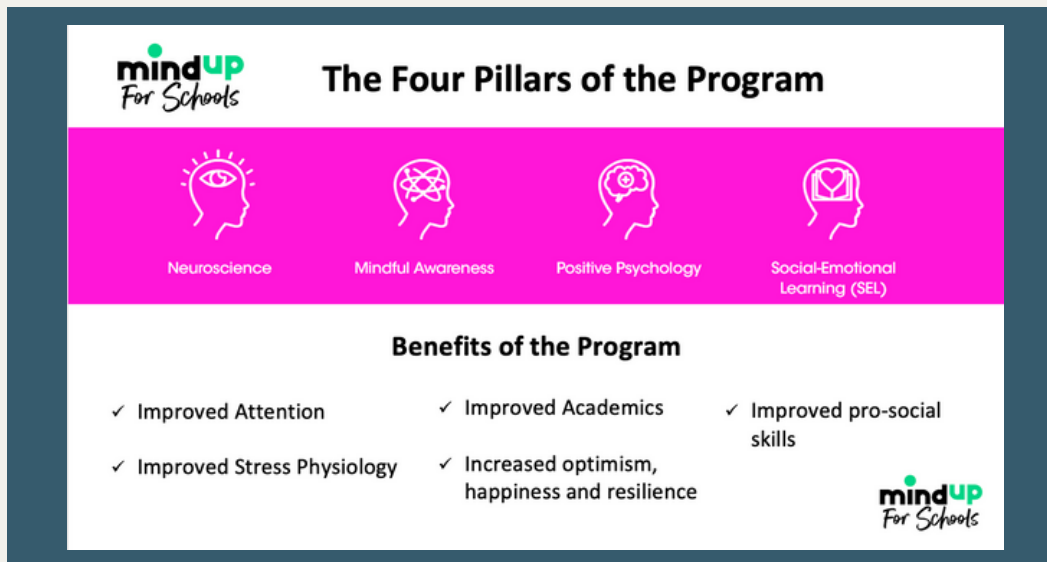 mindup
For Schools
The Four Pillars of the Program
Neuroscience
Mindful Awareness
Positive Psychology
Social-Emotional
Learning (SEL)
Benefits of the Program
✓ Improved Attention
✓ Improved Stress Physiology
✓ Improved Academics
✓ Increased optimism,
happiness and resilience
✓ Improved pro-social
skills
mindup
For Schools